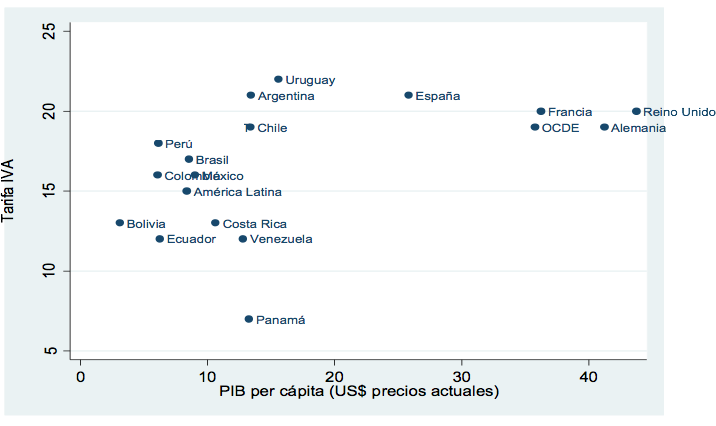 25
Uruguay
Argentina
España
20
Francia
Reino Unido
Chile
OCDE
Alemania
Perú
Brasil
Colombia
México
15
América Latina
Bolivia
Costa Rica
Ecuador
Venezuela
10
Panamá
5
Tarifa IVA
0
10
20
30
40
PIB per cápita (US$ precios actuales)